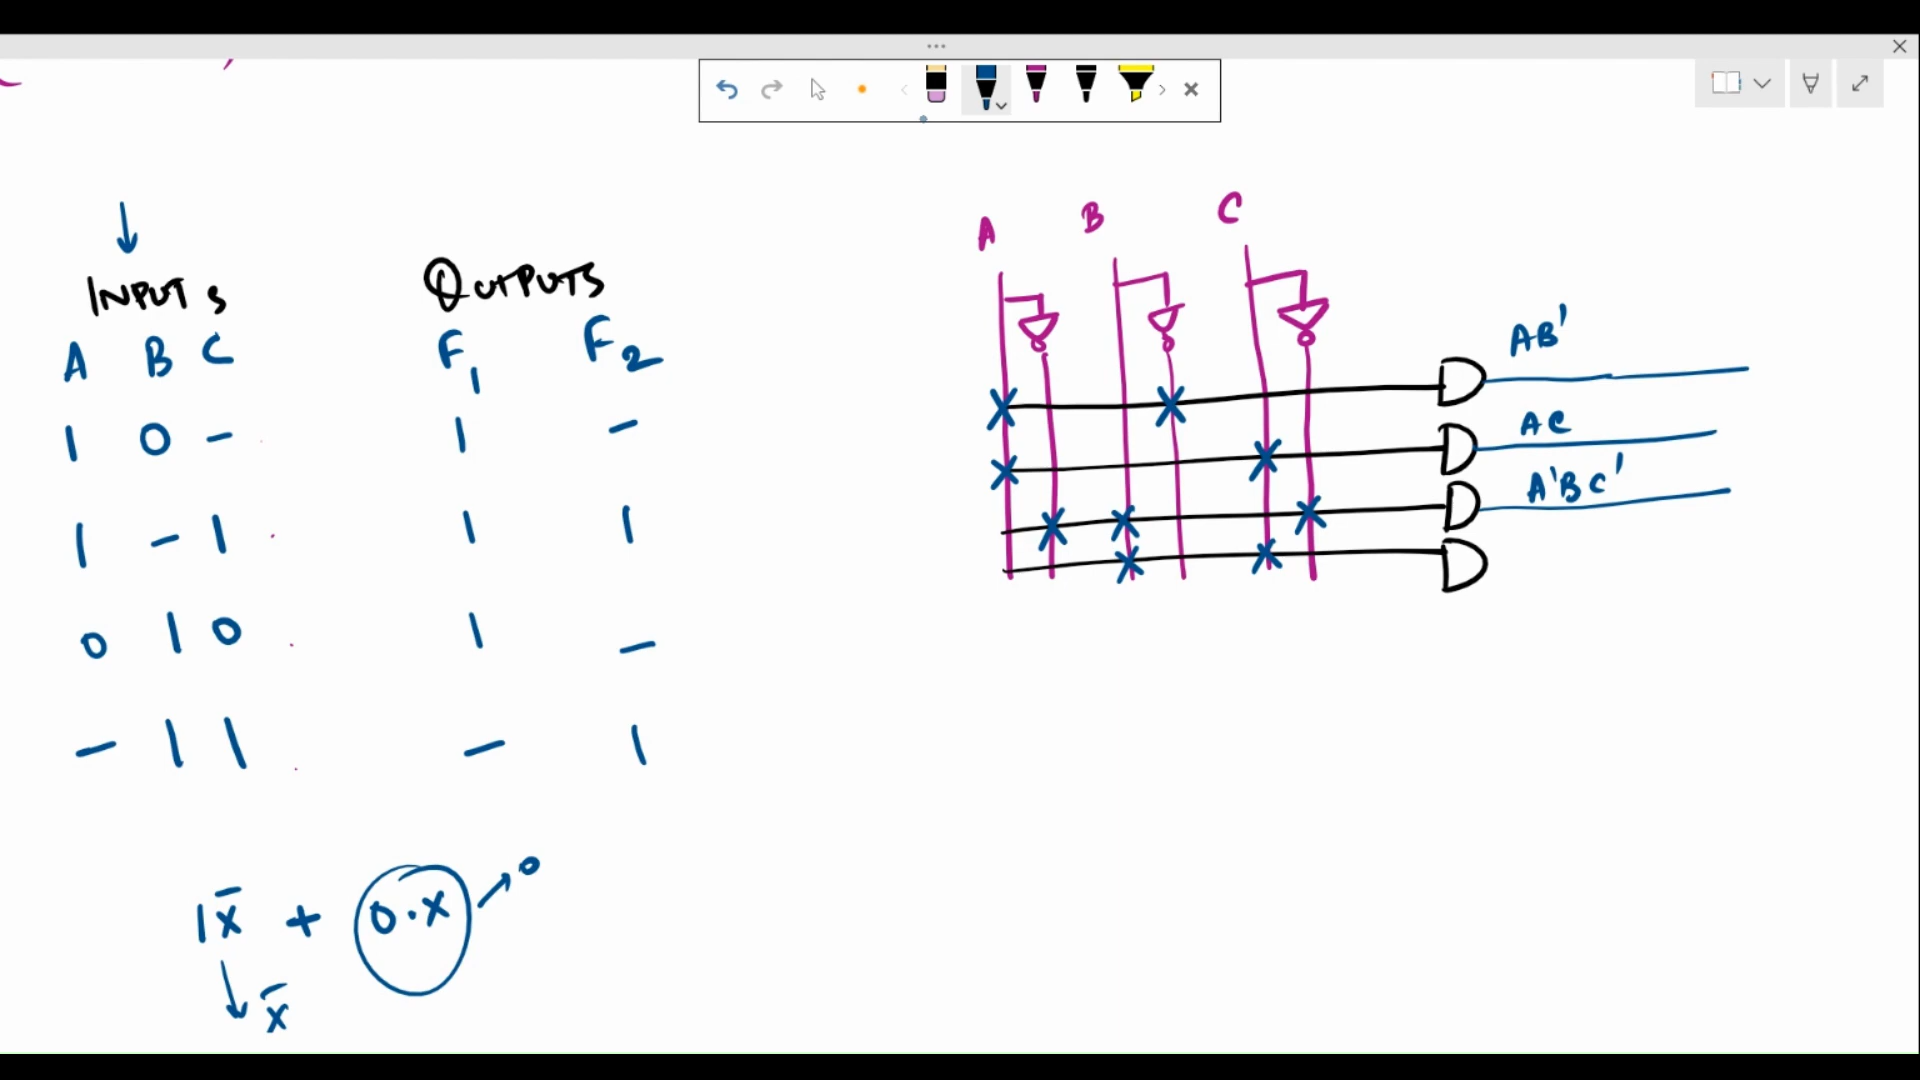 INPUTS OUTPUTS
A B C F₁ F₂
1 0 – 1 –
1 – 1 1 1
0 1 0 1 –
– 1 1 – 1
1x̄ + 0·x → 0
x̄
A B C
AB'
AC
A'BC'